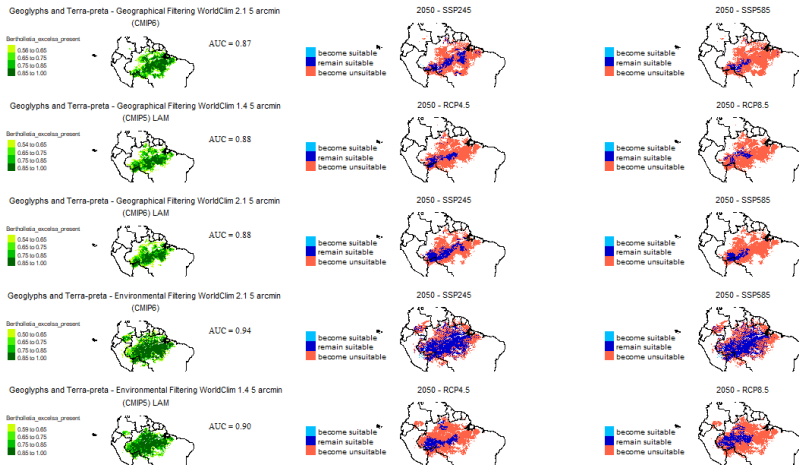 Geoglyphs and Terra-preta - Geographical Filtering WorldClim 2.1 5 arcmin
(CMIP6)
2050 - SSP245
2050 - SSP585
Bertholletia_excelsa_present
0.56 to 0.65
0.65 to 0.75
0.75 to 0.85
0.85 to 1.00
AUC = 0.87
become suitable
remain suitable
become unsuitable
become suitable
remain suitable
become unsuitable
Geoglyphs and Terra-preta - Geographical Filtering WorldClim 1.4 5 arcmin
(CMIP5) LAM
2050 - RCP4.5
2050 - RCP8.5
Bertholletia_excelsa_present
0.54 to 0.65
0.65 to 0.75
0.75 to 0.85
0.85 to 1.00
AUC = 0.88
become suitable
remain suitable
become unsuitable
become suitable
remain suitable
become unsuitable
Geoglyphs and Terra-preta - Geographical Filtering WorldClim 2.1 5 arcmin
(CMIP6) LAM
2050 - SSP245
2050 - SSP585
Bertholletia_excelsa_present
0.54 to 0.65
0.65 to 0.75
0.75 to 0.85
0.85 to 1.00
AUC = 0.88
become suitable
remain suitable
become unsuitable
become suitable
remain suitable
become unsuitable
Geoglyphs and Terra-preta - Environmental Filtering WorldClim 2.1 5 arcmin
(CMIP6)
2050 - SSP245
2050 - SSP585
Bertholletia_excelsa_present
0.50 to 0.65
0.65 to 0.75
0.75 to 0.85
0.85 to 1.00
AUC = 0.94
become suitable
remain suitable
become unsuitable
become suitable
remain suitable
become unsuitable
Geoglyphs and Terra-preta - Environmental Filtering WorldClim 1.4 5 arcmin
(CMIP5) LAM
2050 - RCP4.5
2050 - RCP8.5
Bertholletia_excelsa_present
0.59 to 0.65
0.65 to 0.75
0.75 to 0.85
0.85 to 1.00
AUC = 0.90
become suitable
remain suitable
become unsuitable
become suitable
remain suitable
become unsuitable